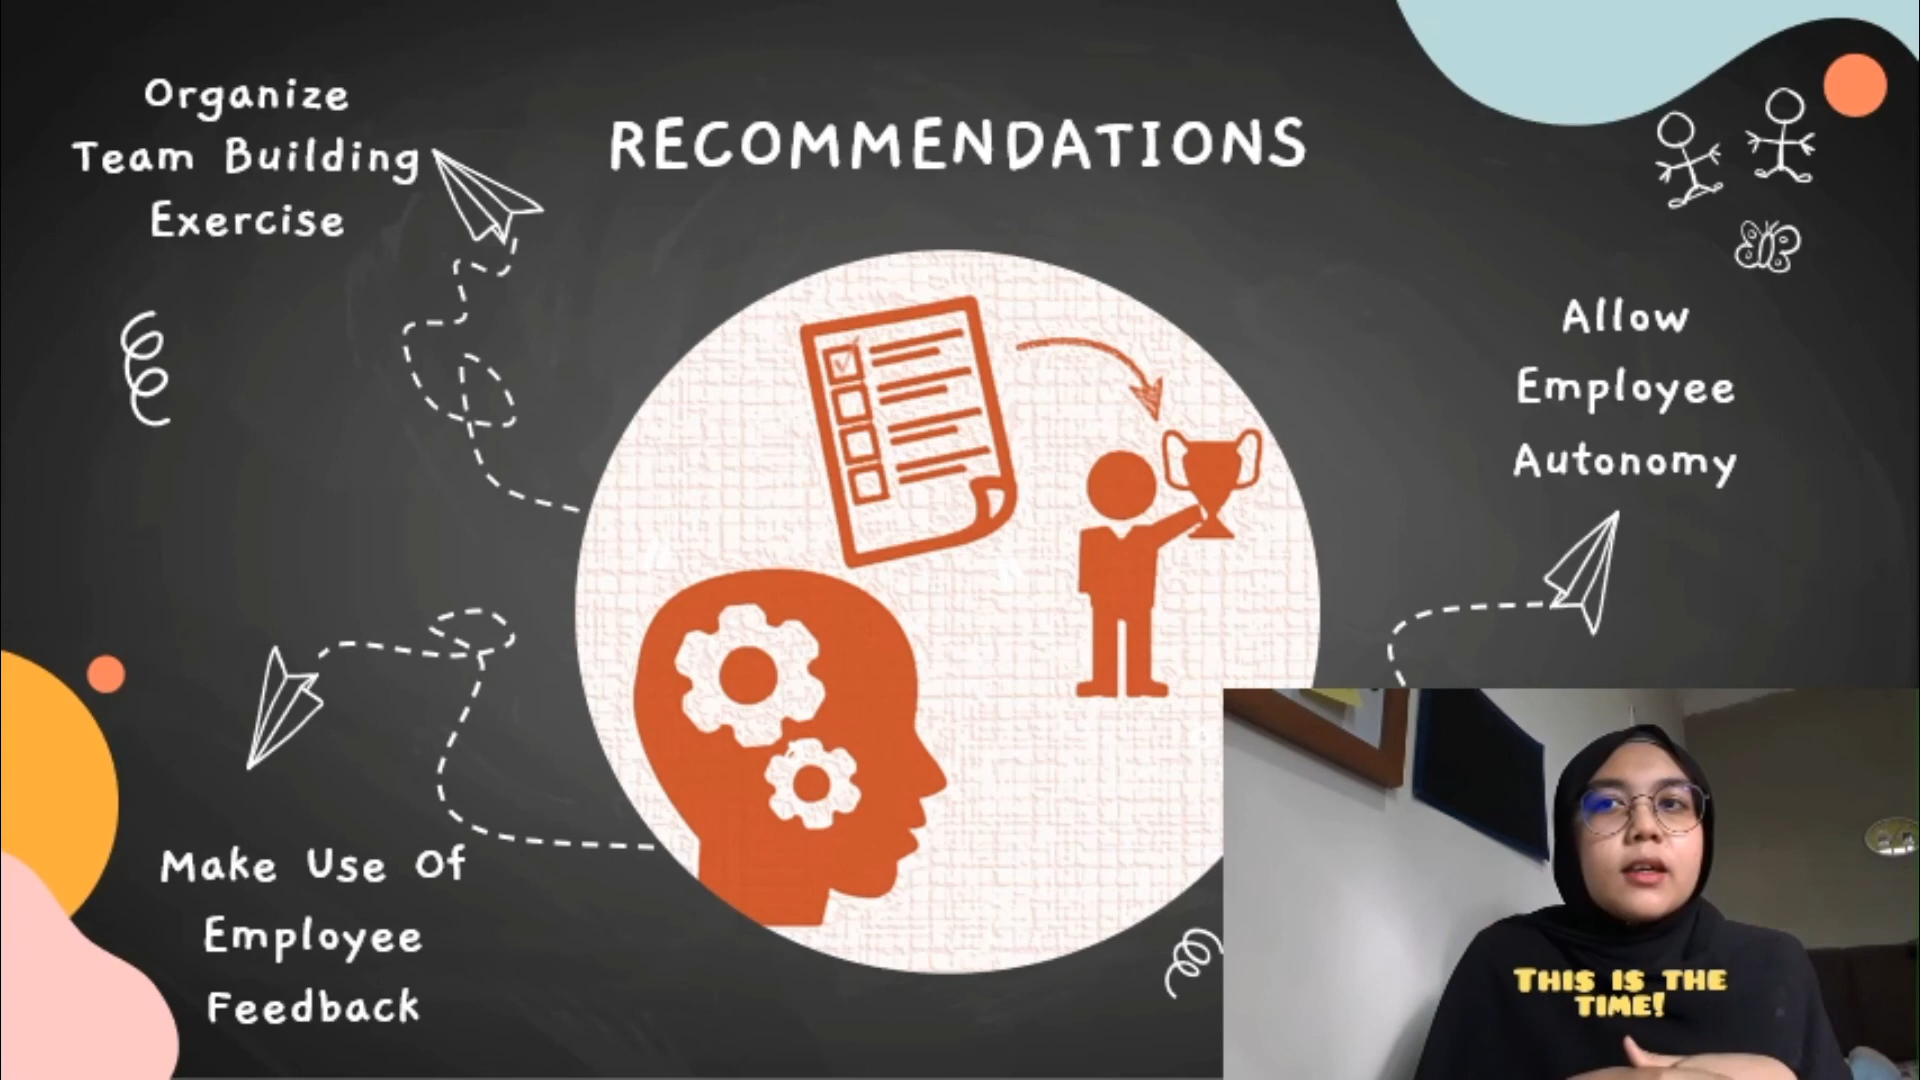 RECOMMENDATIONS
Organize
Team Building
Exercise
Allow
Employee
Autonomy
Make Use Of
Employee
Feedback
THIS IS THE
TIME!